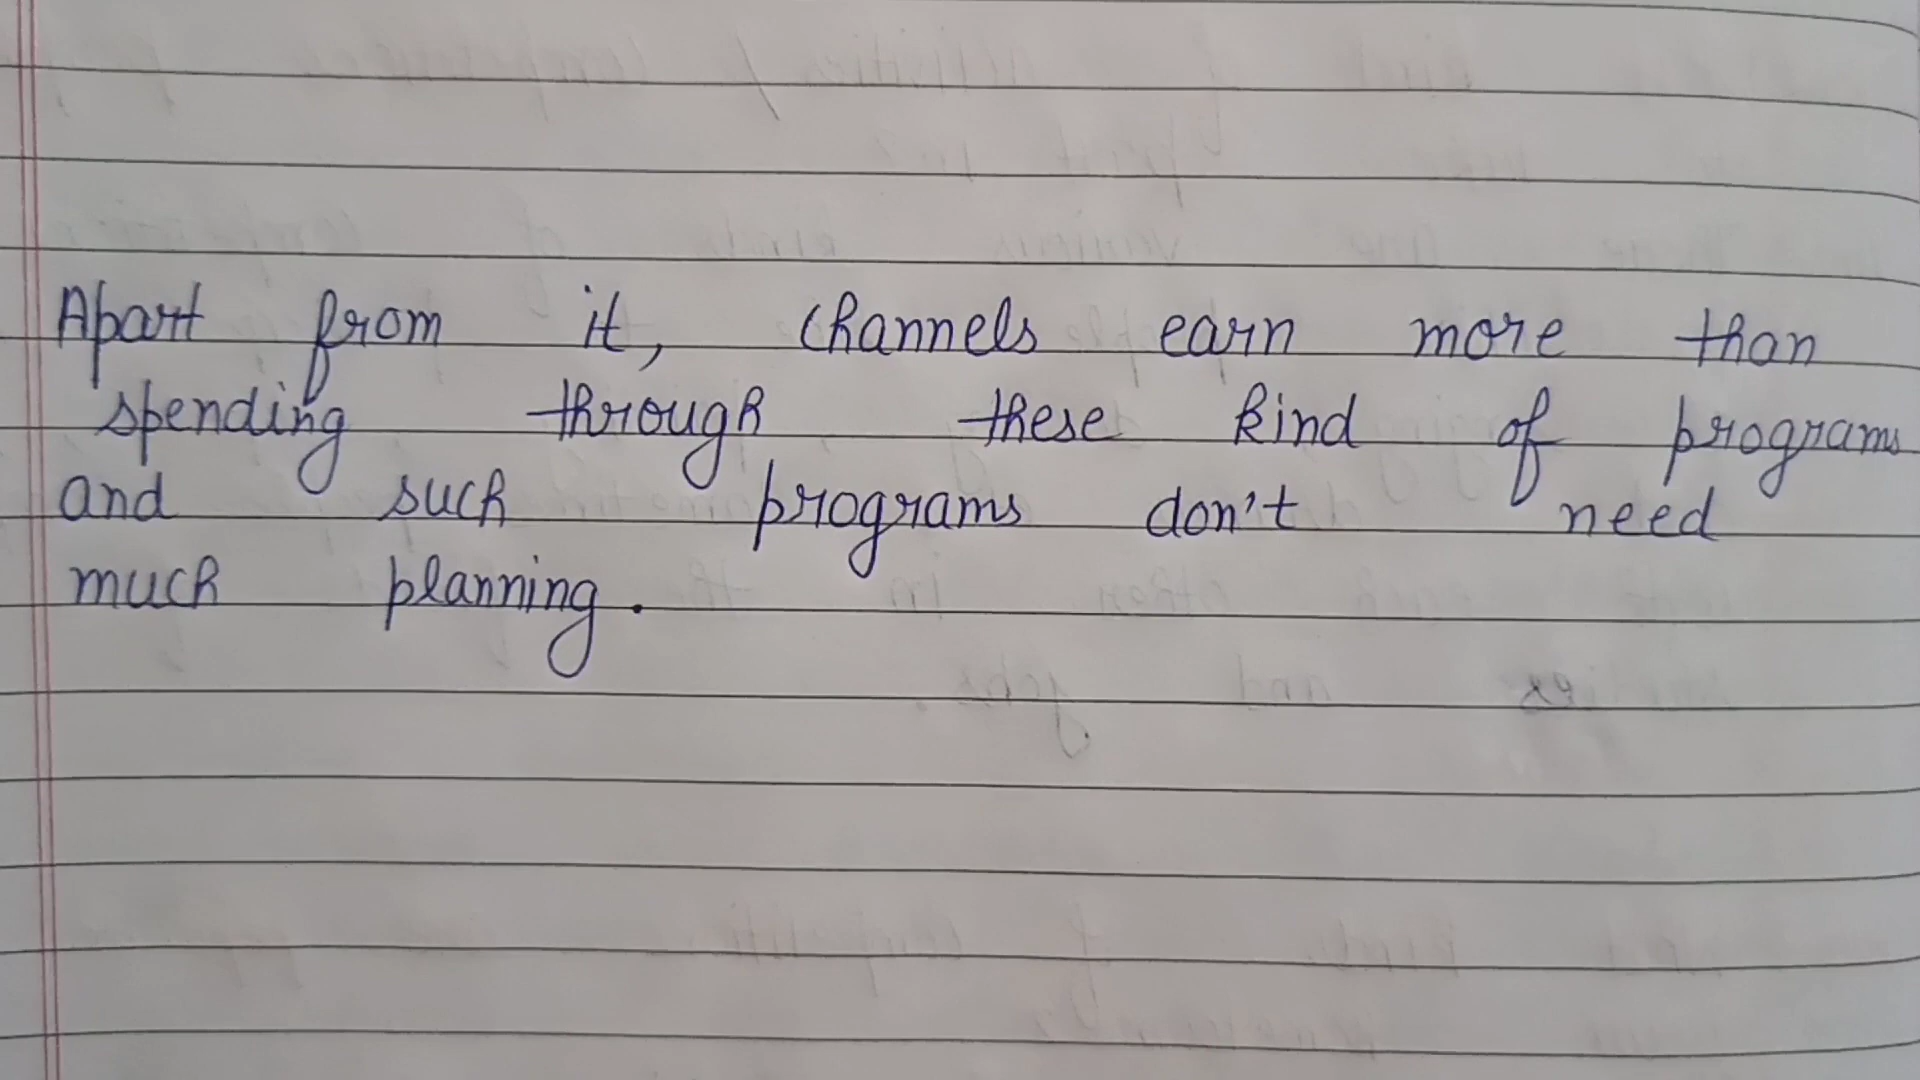 Apart from it, channels earn more than
spending through these kind of programs
and such programs don't need
much planning.